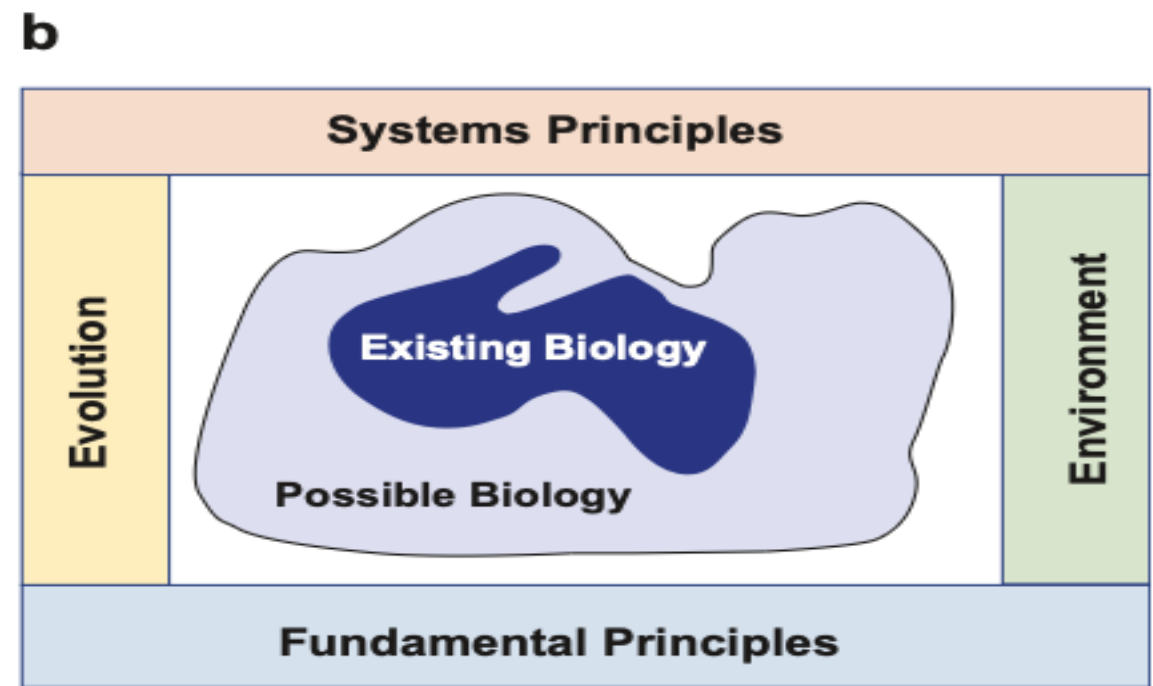 b
Systems Principles
Evolution
Existing Biology
Possible Biology
Environment
Fundamental Principles